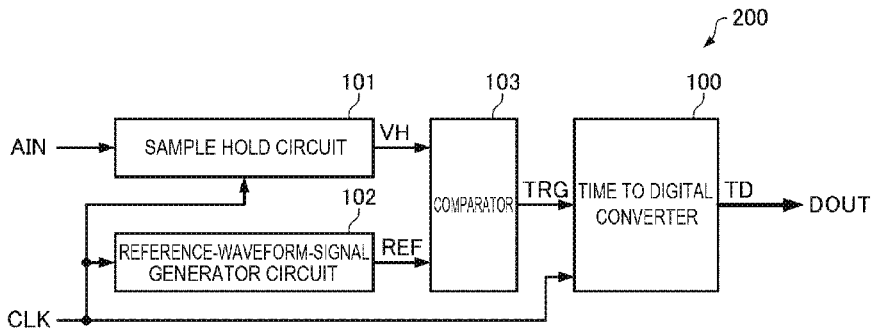 200
101
103
100
AIN
SAMPLE HOLD CIRCUIT
VH
102
COMPARATOR
TRG
TIME TO DIGITAL
CONVERTER
TD
DOUT
REFERENCE-WAVEFORM-SIGNAL
GENERATOR CIRCUIT
REF
CLK